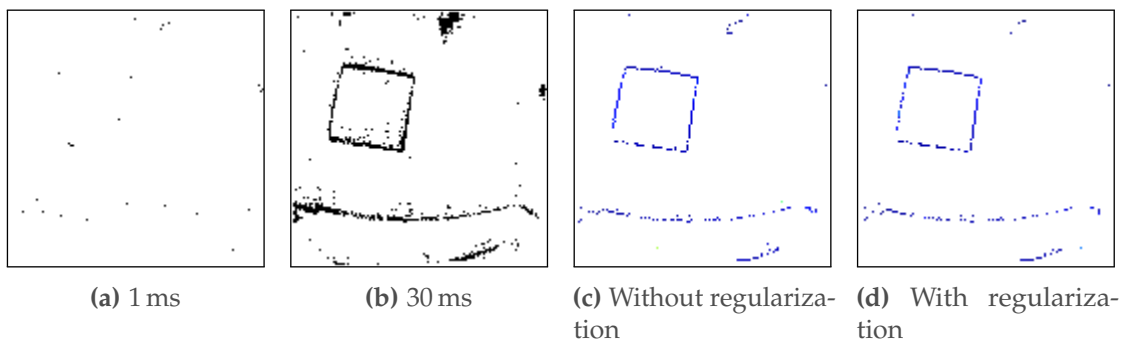 (a) 1 ms
(b) 30 ms
(c) Without regulariza-
tion
(d) With regulariza-
tion